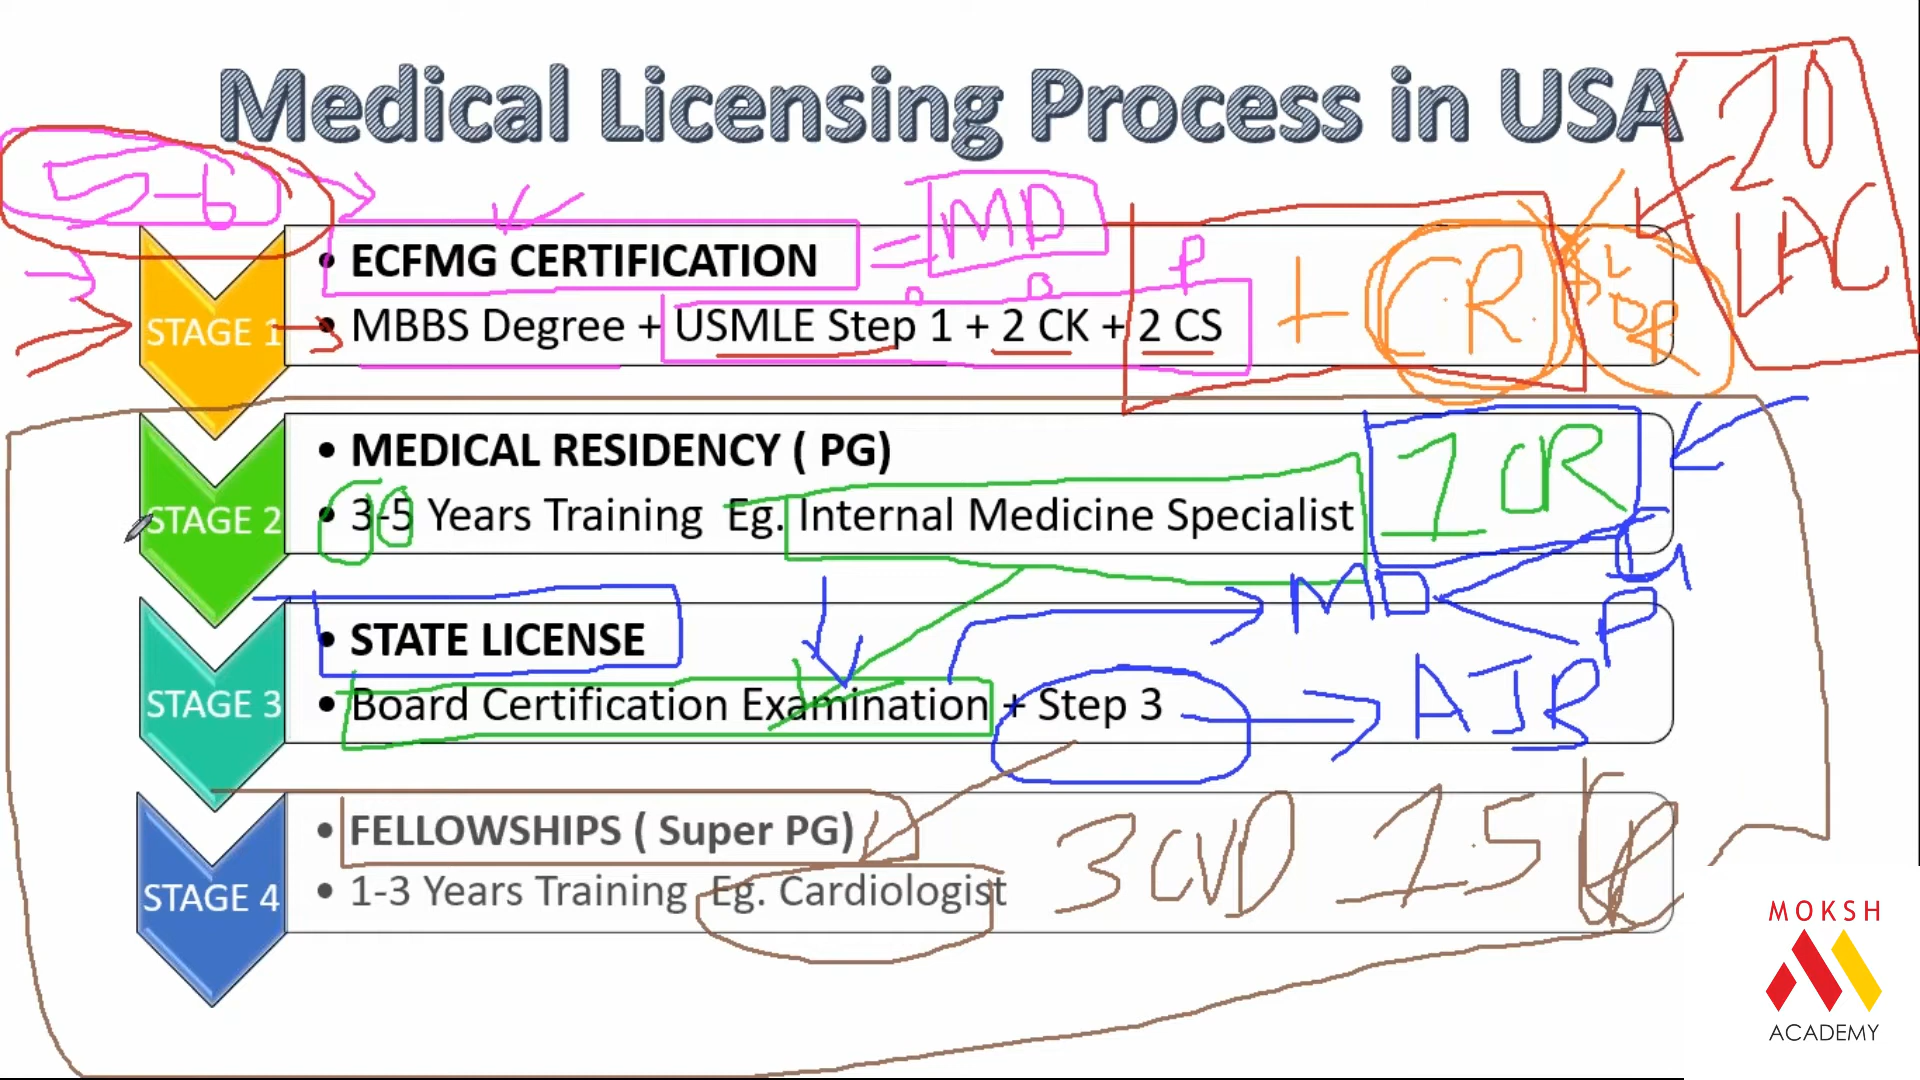 Medical Licensing Process in USA
20
LAC
5-6
MD
P
STAGE 1
• ECFMG CERTIFICATION =
• MBBS Degree + USMLE Step 1 + 2 CK + 2 CS + CR
STAGE 2
• MEDICAL RESIDENCY ( PG)
1 CR
• 3-5 Years Training Eg. Internal Medicine Specialist
MD
P
STAGE 3
• STATE LICENSE
• Board Certification Examination + Step 3
STAGE 4
• FELLOWSHIPS ( Super PG)
• 1-3 Years Training Eg. Cardiologist
3 CVD 1.5
MOKSH
ACADEMY